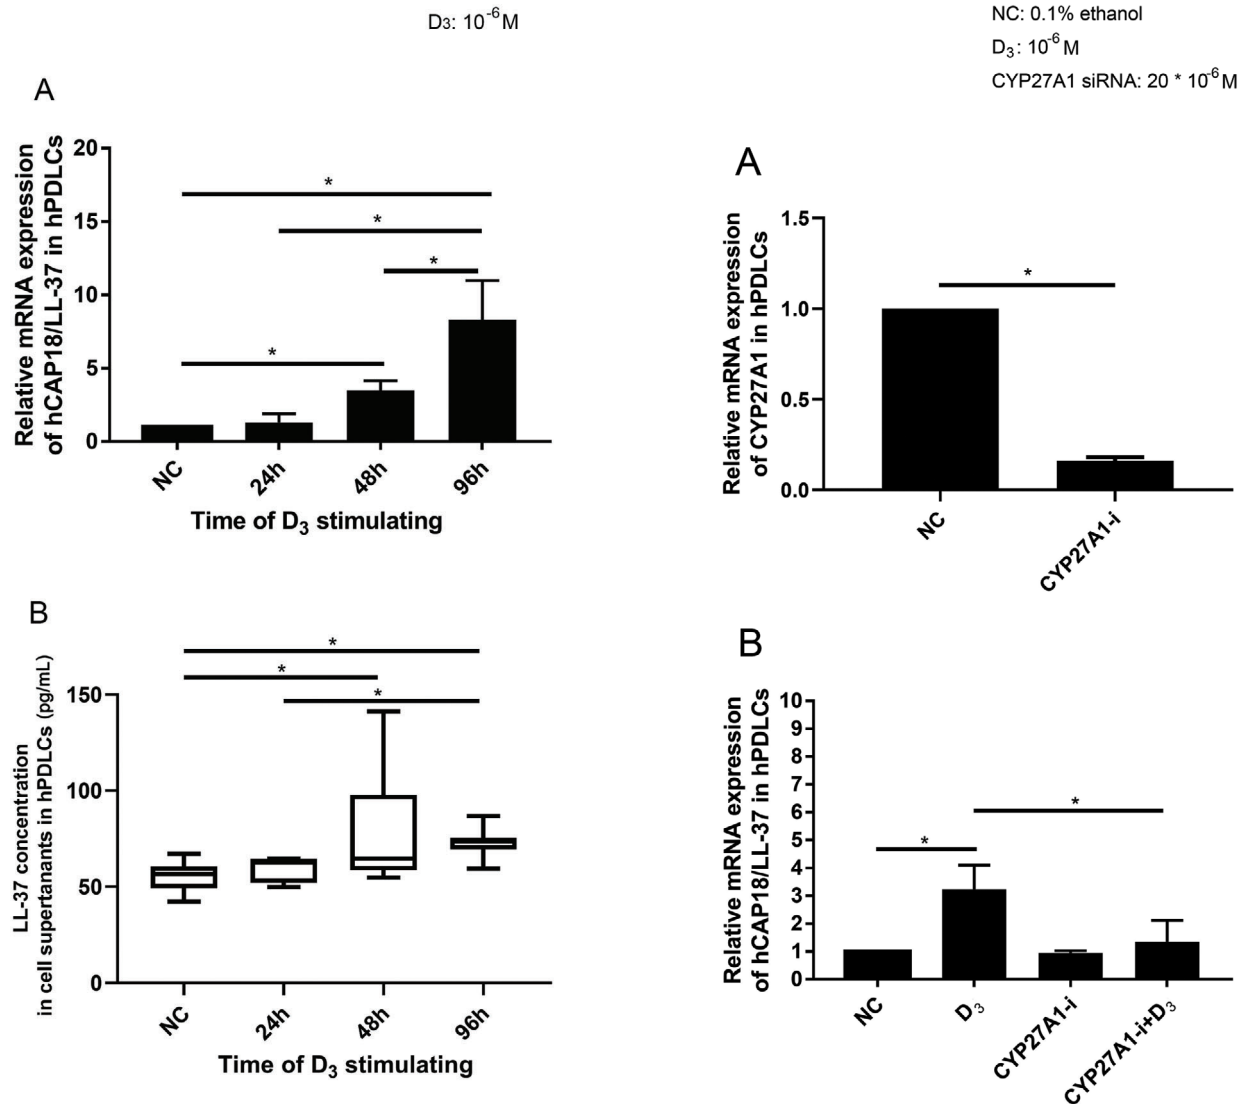 D3: 10-6 M
A
Relative mRNA expression
of hCAP18/LL-37 in hPDLCs
20
15
10
5
0
*
*
*
*
NC
24h
48h
96h
Time of D3 stimulating
B
LL-37 concentration
in cell supertanants in hPDLCs (pg/mL)
150
100
50
0
*
*
*
NC
24h
48h
96h
Time of D3 stimulating
NC: 0.1% ethanol
D3: 10-6 M
CYP27A1 siRNA: 20 * 10-6 M
A
Relative mRNA expression
of CYP27A1 in hPDLCs
1.5
1.0
0.5
0.0
*
NC
CYP27A1-i
B
Relative mRNA expression
of hCAP18/LL-37 in hPDLCs
10
9
8
7
6
5
4
3
2
1
0
*
*
NC
D3
CYP27A1-i
CYP27A1-i+D3